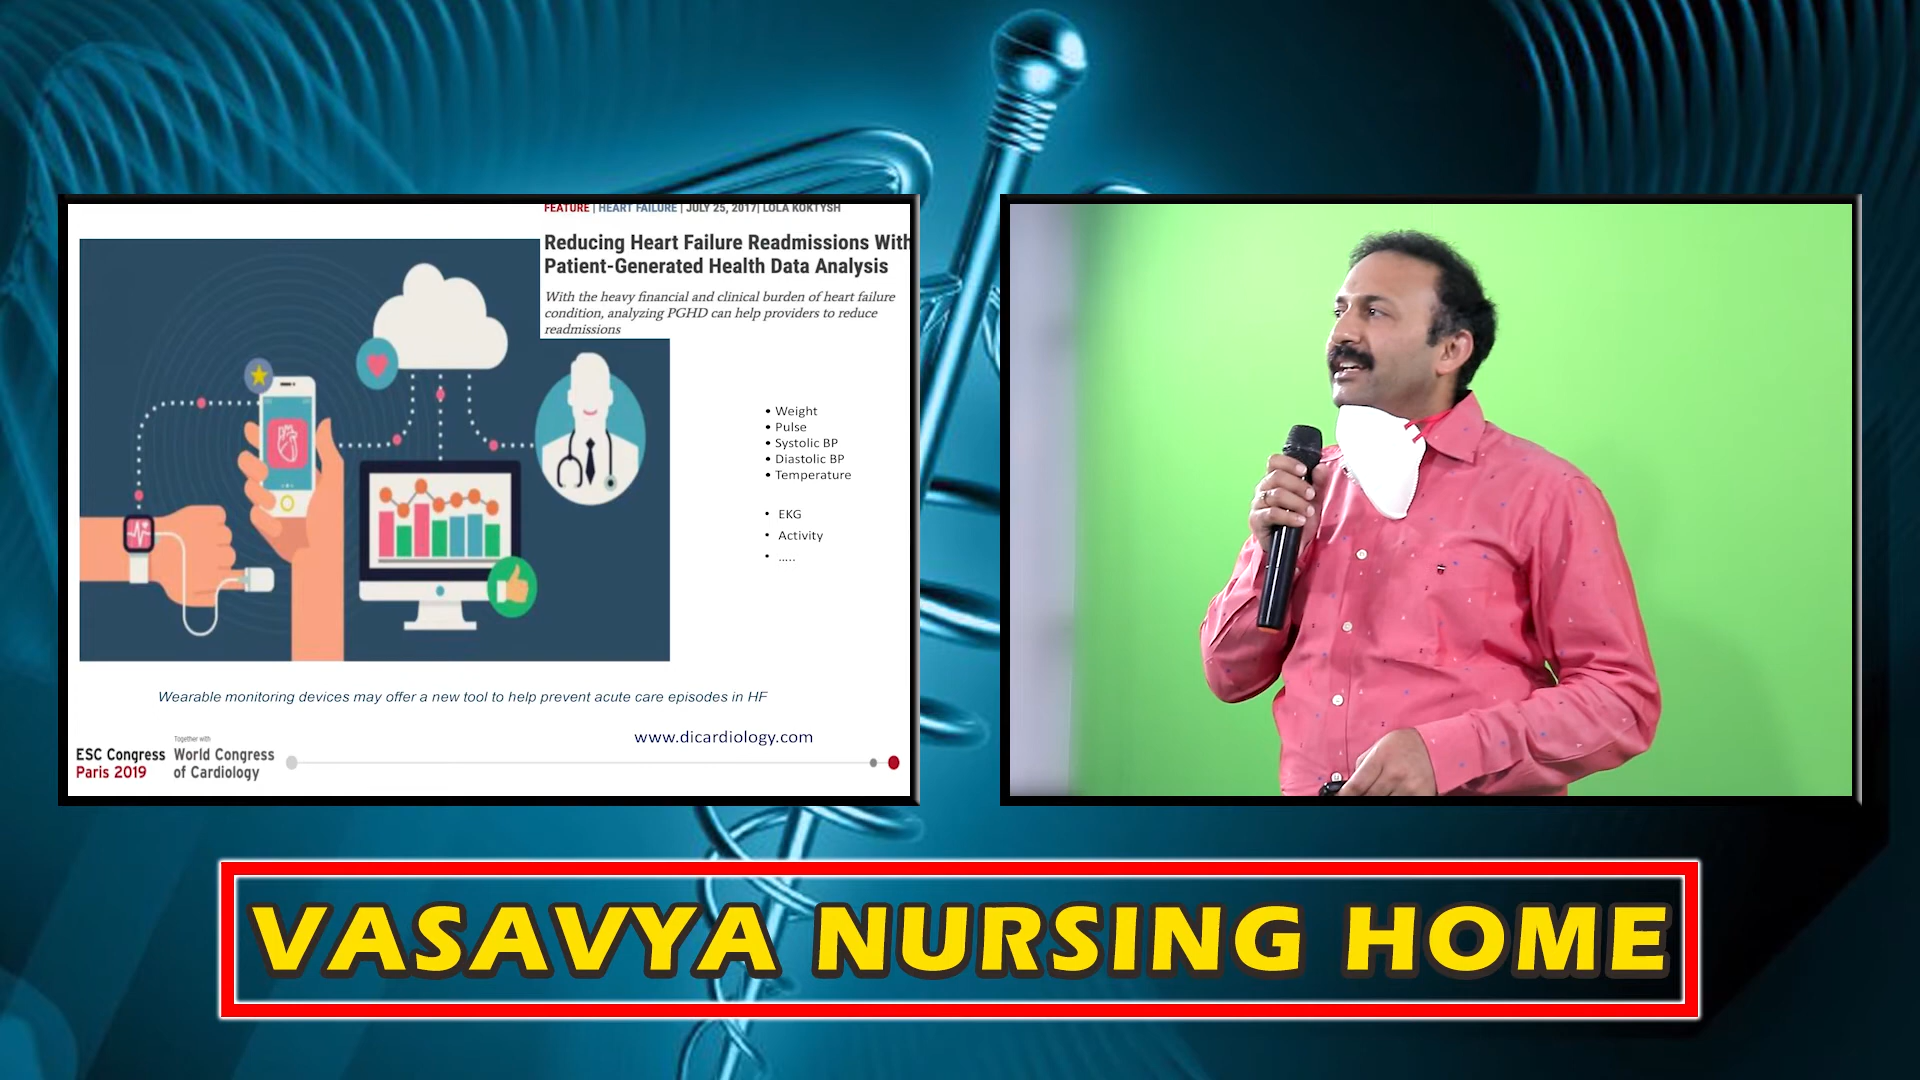 FEATURE | HEART FAILURE | JULY 25, 2017| LOLA KOKTYSH
Reducing Heart Failure Readmissions With
Patient-Generated Health Data Analysis
With the heavy financial and clinical burden of heart failure
condition, analyzing PGHD can help providers to reduce
readmissions
• Weight
• Pulse
• Systolic BP
• Diastolic BP
• Temperature
• EKG
• Activity
• .....
Wearable monitoring devices may offer a new tool to help prevent acute care episodes in HF
www.dicardiology.com
ESC Congress
Paris 2019
Together with
World Congress
of Cardiology
VASAVYA NURSING HOME